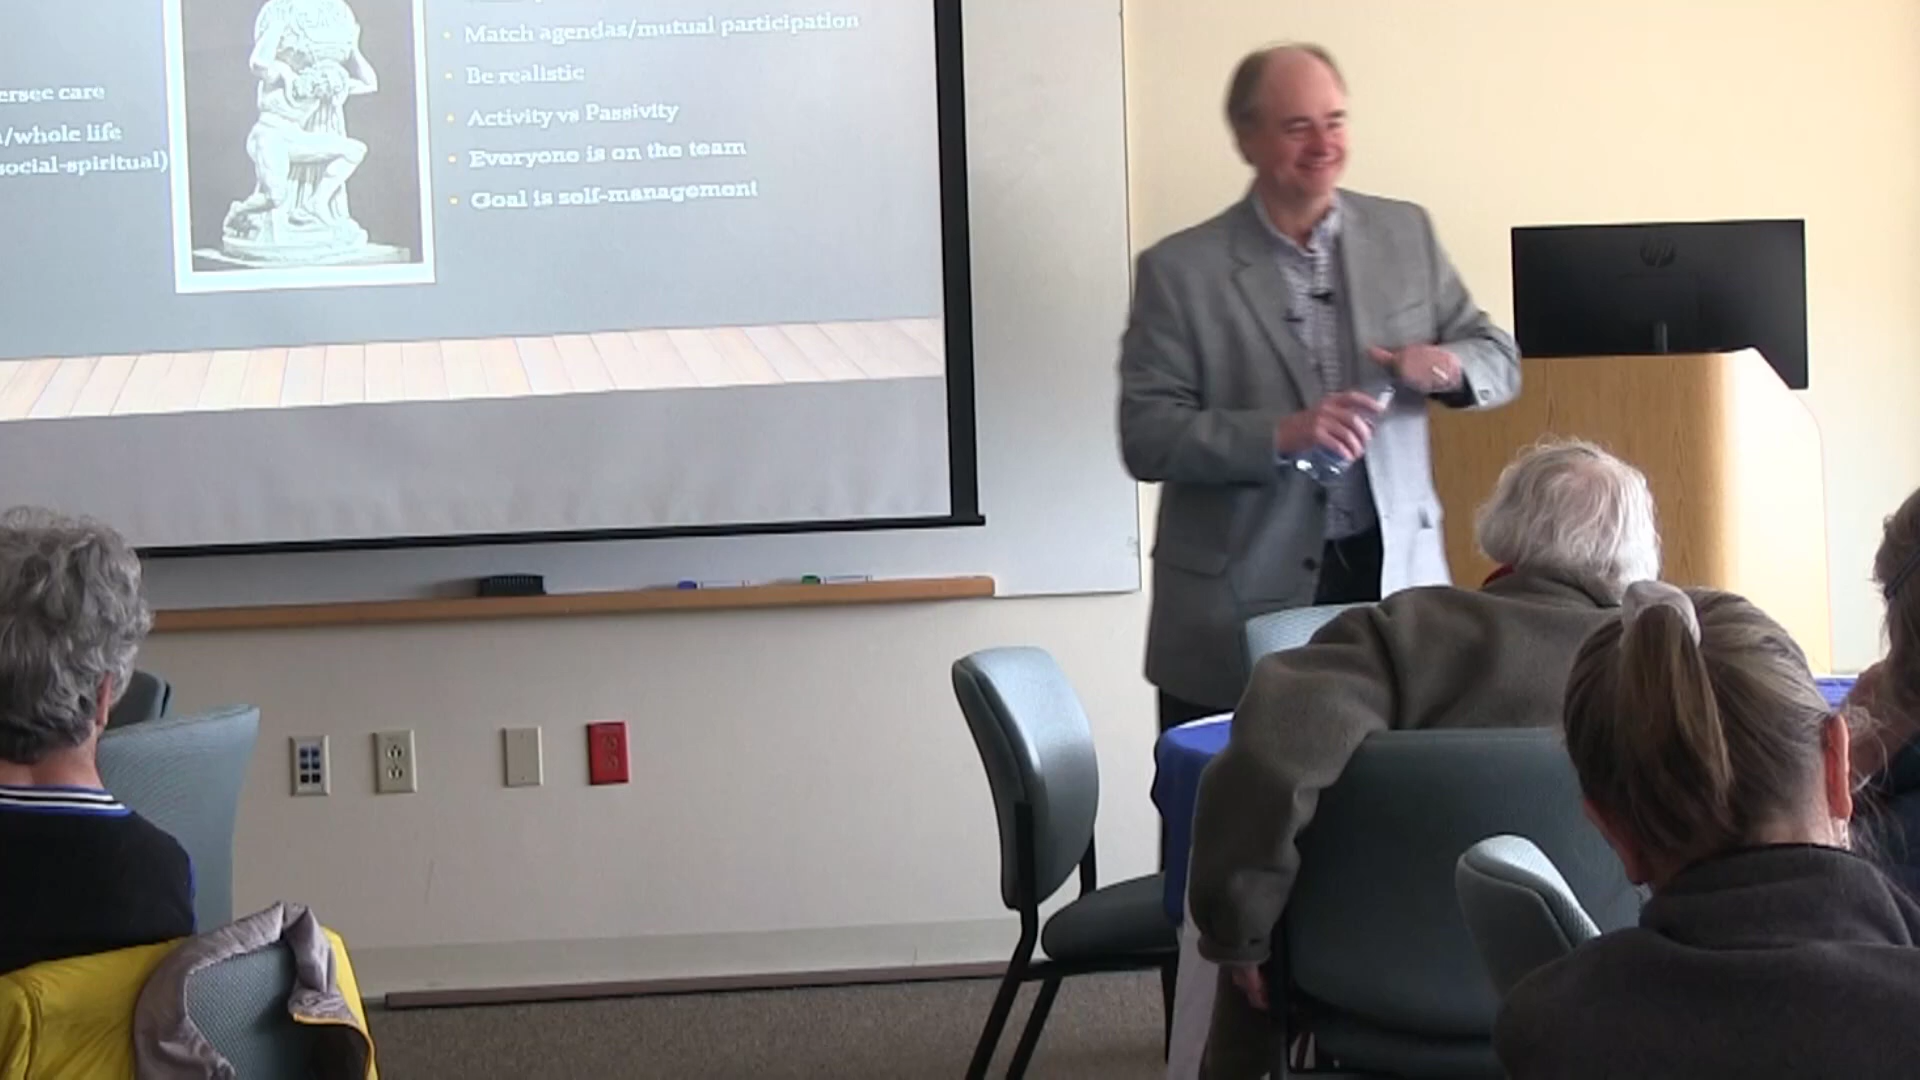 care
/whole life
social-spiritual)
Match agendas/mutual participation
Be realistic
Activity vs Passivity
Everyone is on the team
Goal is self-management
hp